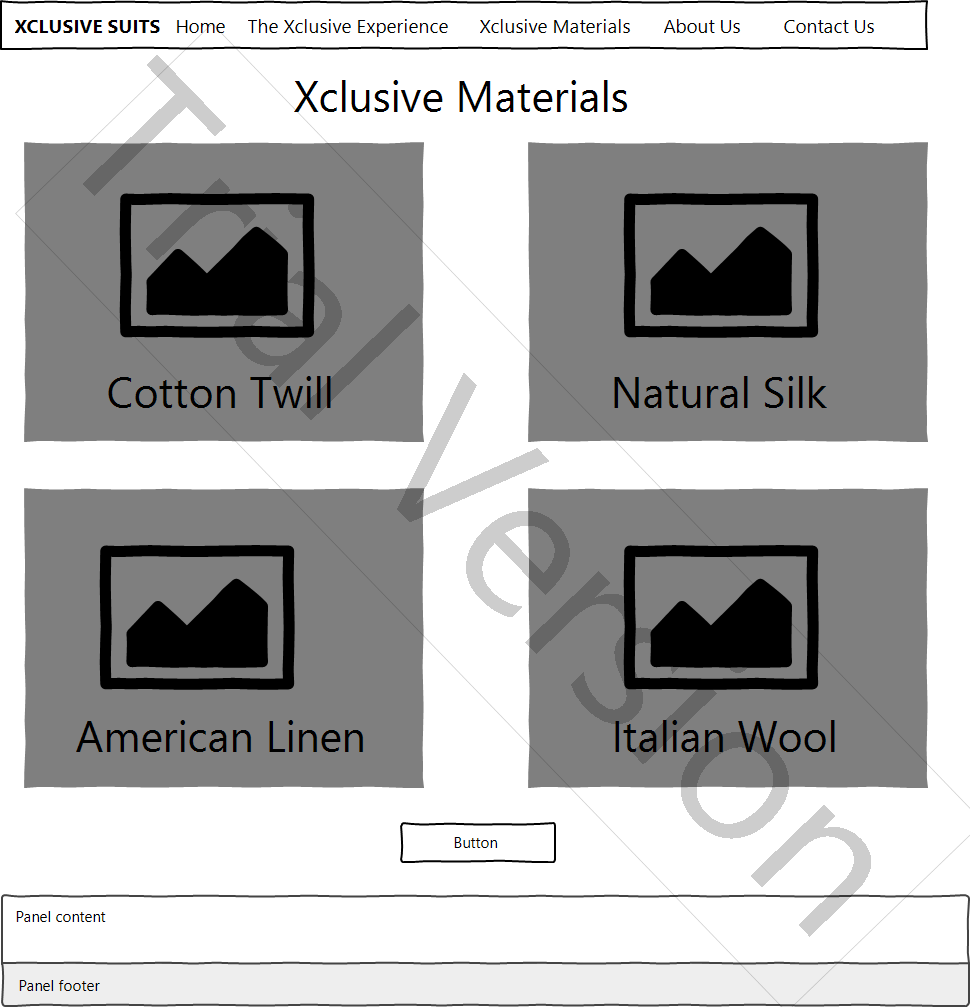 XCLUSIVE SUITS Home The Xclusive Experience Xclusive Materials About Us Contact Us
Xclusive Materials
Cotton Twill Natural Silk
American Linen Italian Wool
Button
Panel content
Panel footer
Trial Version